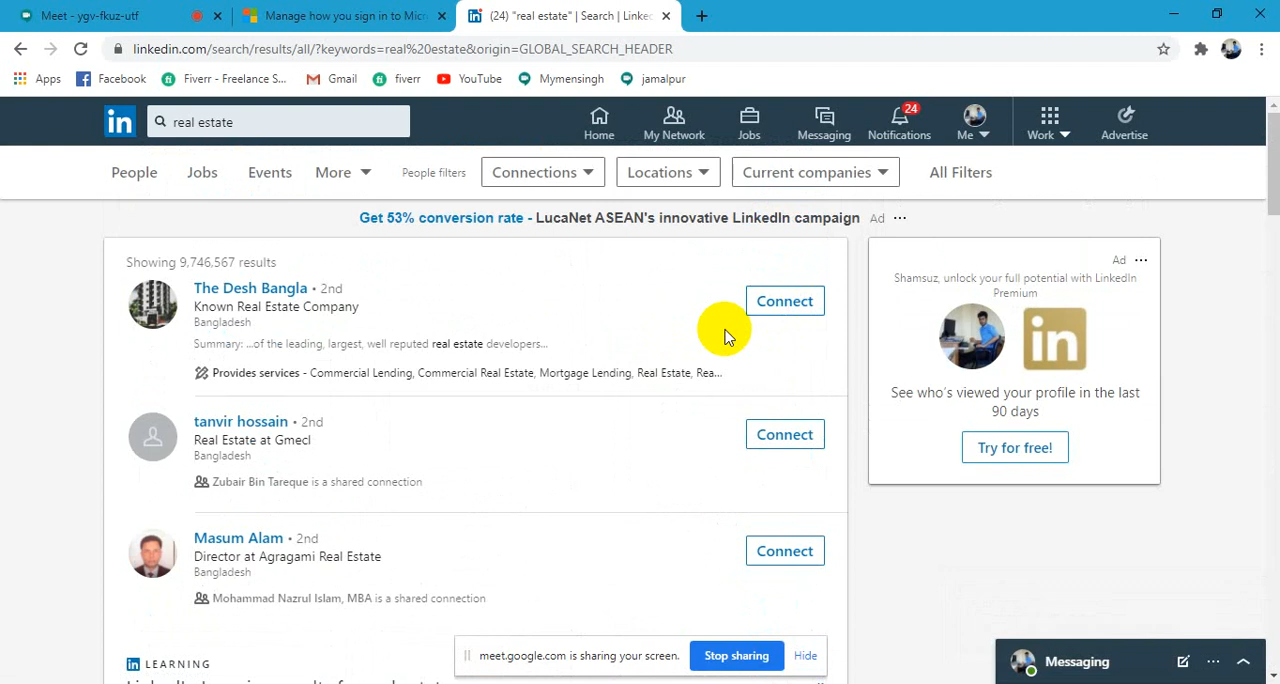 Meet - ygv-fkuz-utf
Manage how you sign in to Micr
(24) "real estate" | Search | Linke
linkedin.com/search/results/all/?keywords=real%20estate&origin=GLOBAL_SEARCH_HEADER
Apps Facebook Fiverr - Freelance S... Gmail fiverr YouTube Mymensingh jamalpur
in real estate Home My Network Jobs Messaging 24 Notifications Me Work Advertise
People Jobs Events More People filters Connections Locations Current companies All Filters
Get 53% conversion rate - LucaNet ASEAN's innovative LinkedIn campaign Ad ...
Showing 9,746,567 results
The Desh Bangla • 2nd
Known Real Estate Company
Bangladesh
Summary: ...of the leading, largest, well reputed real estate developers...
Provides services - Commercial Lending, Commercial Real Estate, Mortgage Lending, Real Estate, Rea...
Connect
tanvir hossain • 2nd
Real Estate at Gmecl
Bangladesh
Zubair Bin Tareque is a shared connection
Connect
Masum Alam • 2nd
Director at Agragami Real Estate
Bangladesh
Mohammad Nazrul Islam, MBA is a shared connection
Connect
in LEARNING
Ad ...
Shamsuz, unlock your full potential with LinkedIn
Premium
in
See who's viewed your profile in the last
90 days
Try for free!
meet.google.com is sharing your screen. Stop sharing Hide
Messaging